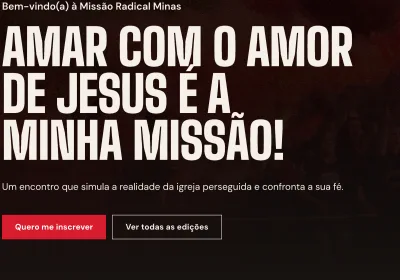 Bem-vindo(a) à Missão Radical Minas
AMAR COM O AMOR
DE JESUS É A
MINHA MISSÃO!
Um encontro que simula a realidade da igreja perseguida e confronta a sua fé.
Quero me inscrever
Ver todas as edições